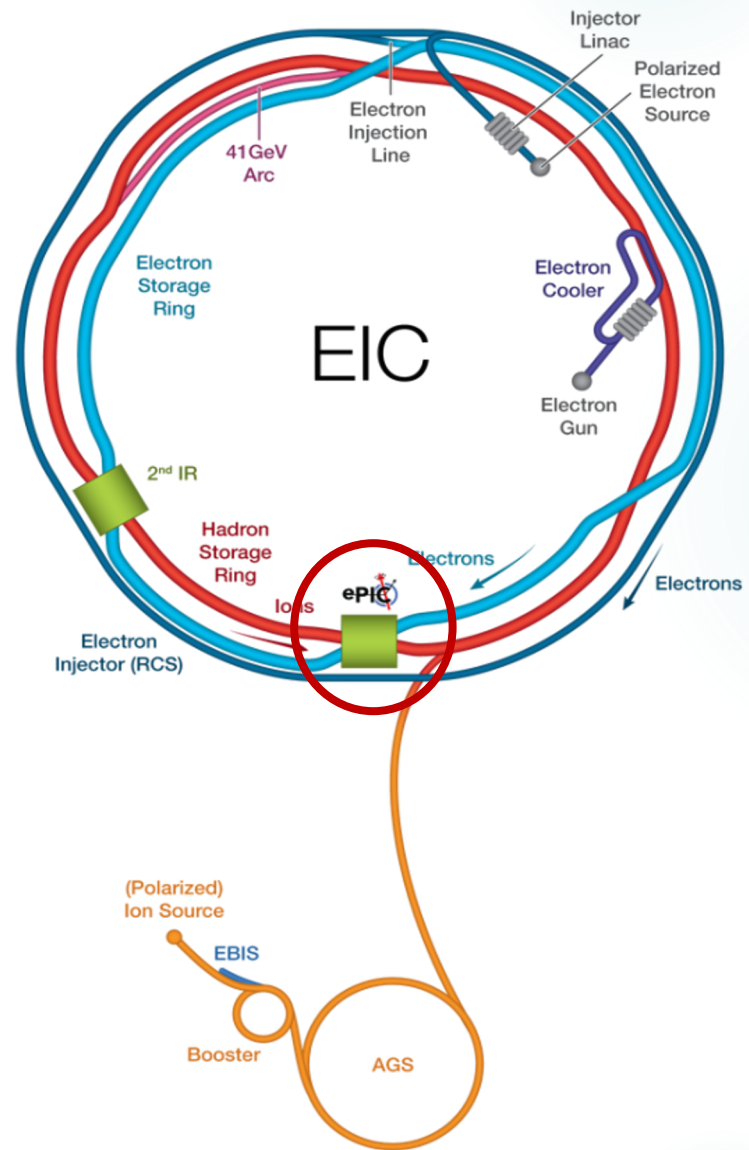 Injector
Linac
Polarized
Electron
Source
Electron
Injection
Line
41GeV
Arc
Electron
Storage
Ring
Electron
Cooler
EIC
Electron
Gun
2nd IR
Hadron
Storage
Ring
Electrons
Electrons
ePIC
Ions
Electron
Injector (RCS)
(Polarized)
Ion Source
EBIS
Booster
AGS